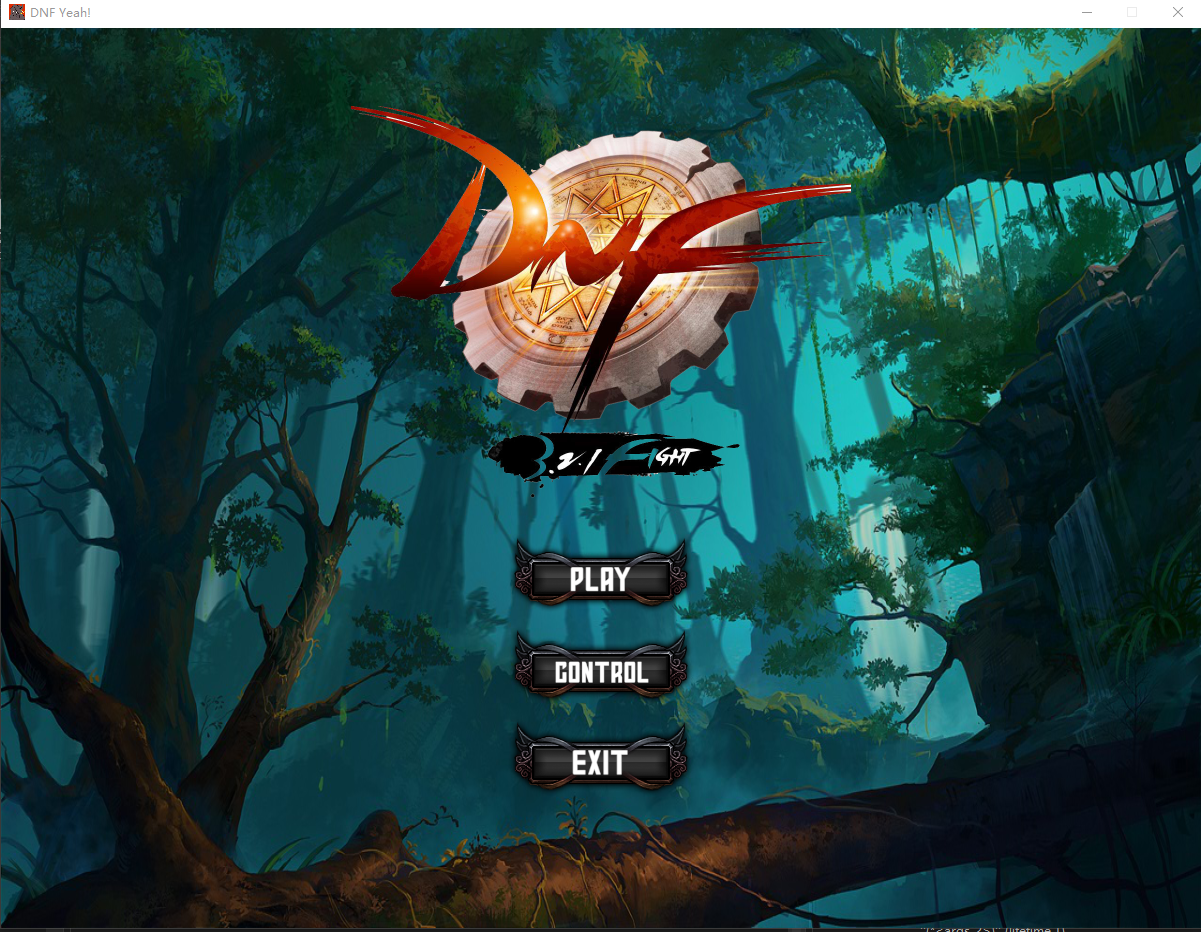 DNF Yeah!
DNF
3.2.1 FIGHT
PLAY
CONTROL
EXIT